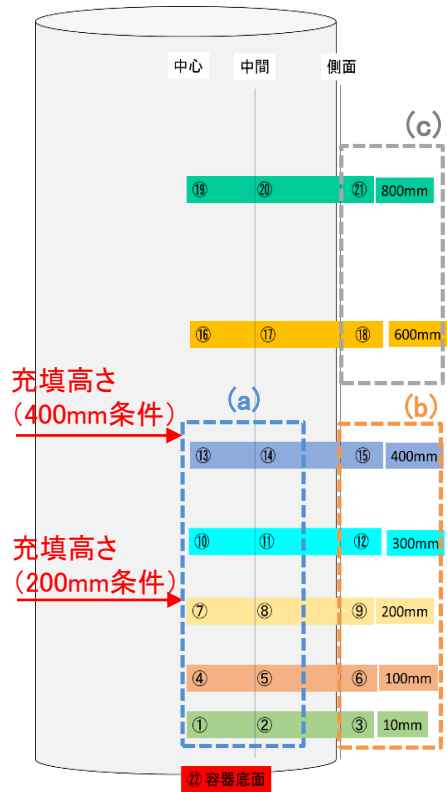 中心 中間 側面
(c)
⑲ ⑳ ㉑ 800mm
⑯ ⑰ ⑱ 600mm
充填高さ
(400mm条件)
(a)
(b)
⑬ ⑭ ⑮ 400mm
⑩ ⑪ ⑫ 300mm
充填高さ
(200mm条件)
⑦ ⑧ ⑨ 200mm
④ ⑤ ⑥ 100mm
① ② ③ 10mm
㉒ 容器底面